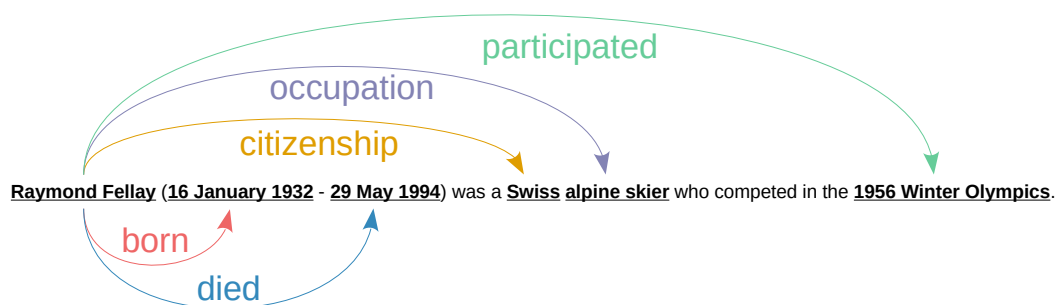 participated
occupation
citizenship
Raymond Fellay (16 January 1932 - 29 May 1994) was a Swiss alpine skier who competed in the 1956 Winter Olympics.
born
died